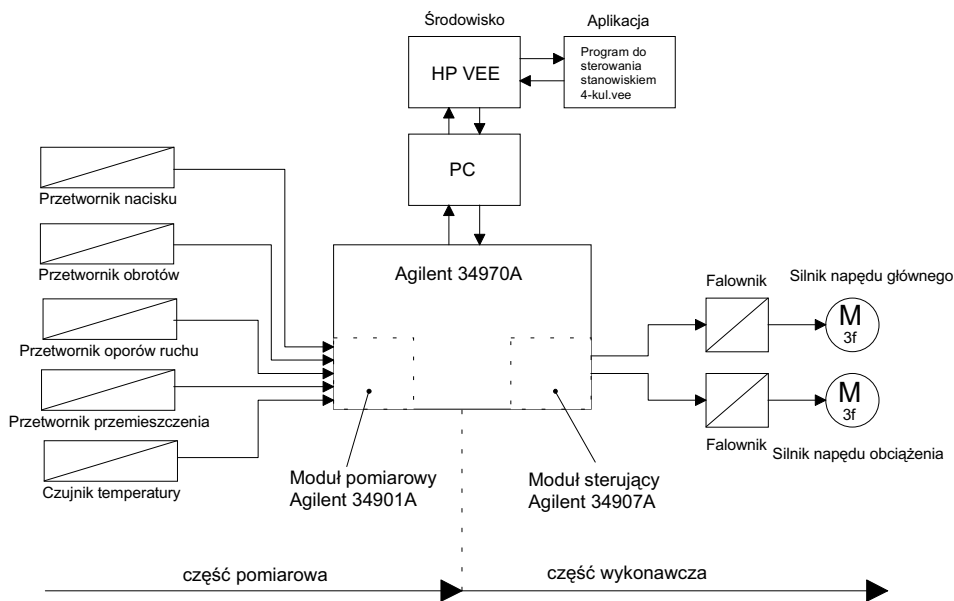 Środowisko
Aplikacja
HP VEE
Program do
sterowania
stanowiskiem
4-kul.vee
PC
Przetwornik nacisku
Przetwornik obrotów
Przetwornik oporów ruchu
Przetwornik przemieszczenia
Czujnik temperatury
Agilent 34970A
Moduł pomiarowy
Agilent 34901A
Moduł sterujący
Agilent 34907A
Falownik
Silnik napędu głównego
M
3f
M
3f
Falownik
Silnik napędu obciążenia
część pomiarowa
część wykonawcza